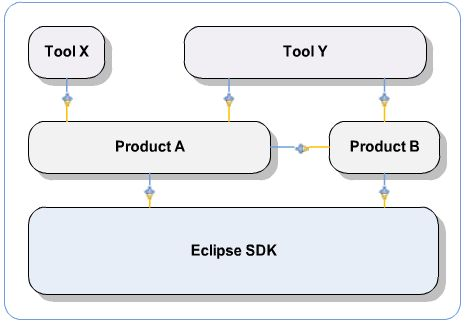 Tool X
Tool Y
Product A
Product B
Eclipse SDK